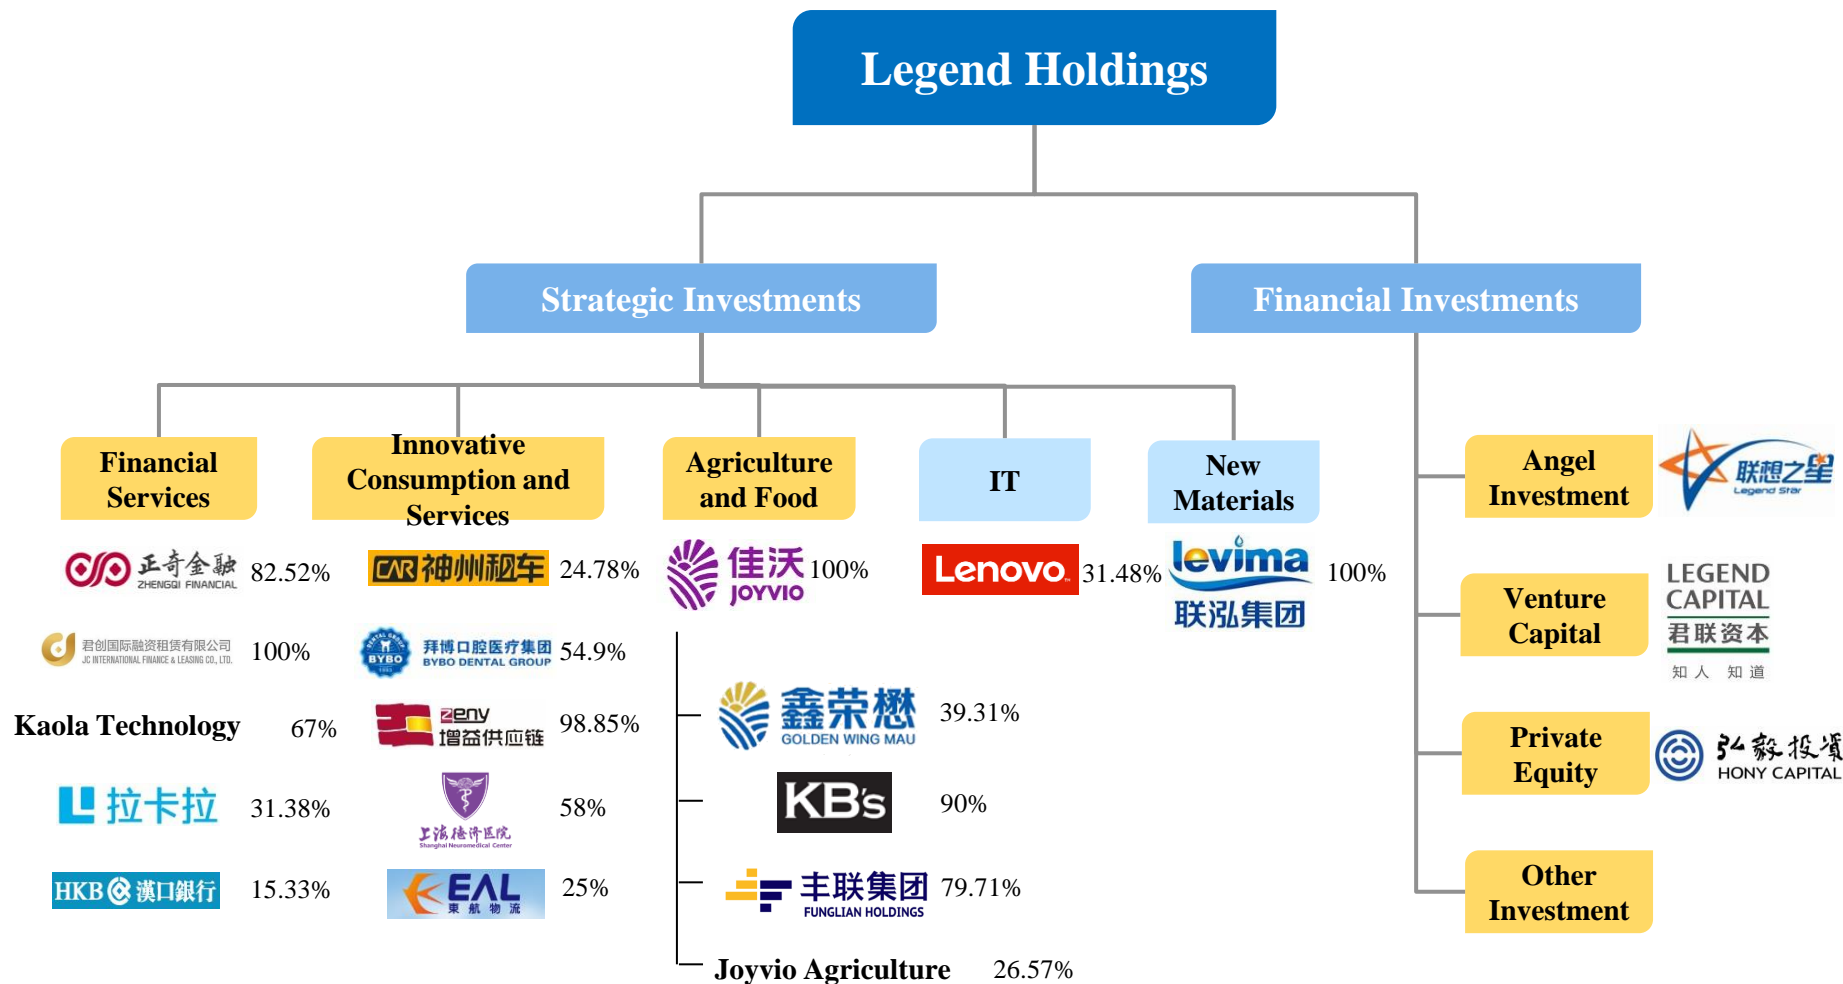 Legend Holdings
Strategic Investments
Financial Investments
Financial
Services
Innovative
Consumption and
Services
Agriculture
and Food
IT
New
Materials
Angel
Investment
联想之星
Legend Star
正奇金融
ZHENGQI FINANCIAL
82.52%
CAR 神州租车
24.78%
佳沃
JOYVIO
100%
Lenovo
31.48%
levima
联泓集团
100%
Venture
Capital
LEGEND
CAPITAL
君联资本
知人 知道
君创国际融资租赁有限公司
JC INTERNATIONAL FINANCE & LEASING CO., LTD.
100%
DENTAL GROUP
BYBO
拜博口腔医疗集团
BYBO DENTAL GROUP
54.9%
Kaola Technology
67%
zeny
增益供应链
98.85%
鑫荣懋
GOLDEN WING MAU
39.31%
Private
Equity
弘毅投資
HONY CAPITAL
拉卡拉
31.38%
上海德济医院
Shanghai Neuromedical Center
58%
KB's
90%
HKB 漢口銀行
15.33%
EAL
東航物流
25%
丰联集团
FUNGLIAN HOLDINGS
79.71%
Other
Investment
Joyvio Agriculture
26.57%